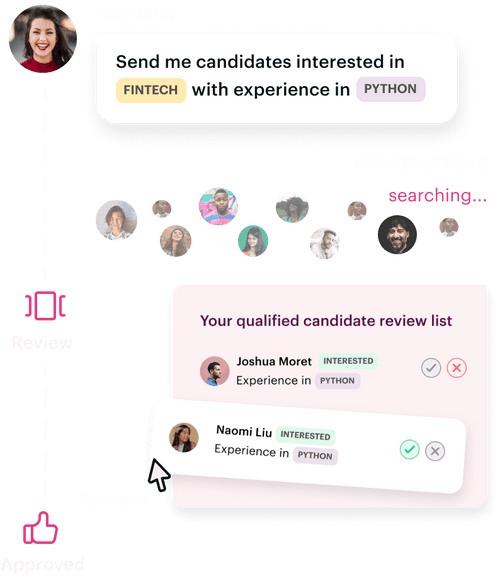 Send me candidates interested in
FINTECH with experience in PYTHON
searching...
Your qualified candidate review list
Joshua Moret INTERESTED
Experience in PYTHON
Review
Naomi Liu INTERESTED
Experience in PYTHON
Approved